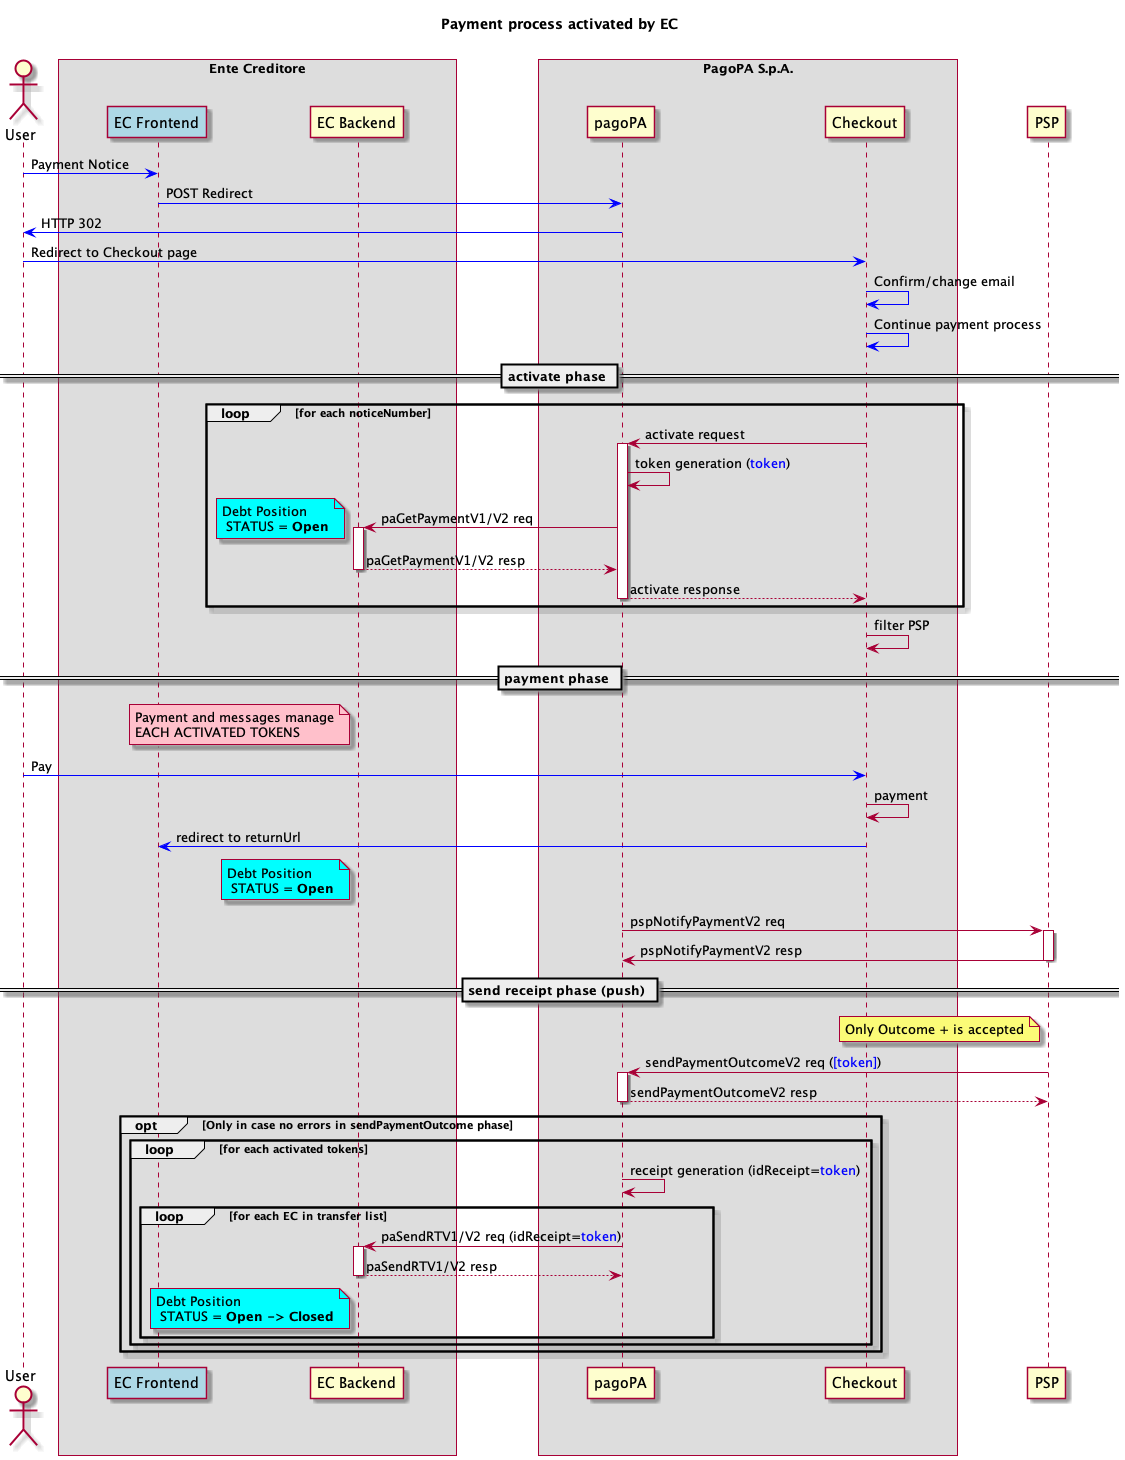 Payment process activated by EC
Ente Creditore
PagoPA S.p.A.
User
EC Frontend
EC Backend
pagoPA
Checkout
PSP
Payment Notice
POST Redirect
HTTP 302
Redirect to Checkout page
Confirm/change email
Continue payment process
activate phase
loop
[for each noticeNumber]
activate request
token generation (token)
Debt Position
STATUS = Open
paGetPaymentV1/V2 req
paGetPaymentV1/V2 resp
activate response
filter PSP
payment phase
Payment and messages manage
EACH ACTIVATED TOKENS
Pay
payment
redirect to returnUrl
Debt Position
STATUS = Open
pspNotifyPaymentV2 req
pspNotifyPaymentV2 resp
send receipt phase (push)
Only Outcome + is accepted
sendPaymentOutcomeV2 req ([token])
sendPaymentOutcomeV2 resp
opt
[Only in case no errors in sendPaymentOutcome phase]
loop
[for each activated tokens]
receipt generation (idReceipt=token)
loop
[for each EC in transfer list]
paSendRTV1/V2 req (idReceipt=token)
paSendRTV1/V2 resp
Debt Position
STATUS = Open -> Closed
User
EC Frontend
EC Backend
pagoPA
Checkout
PSP